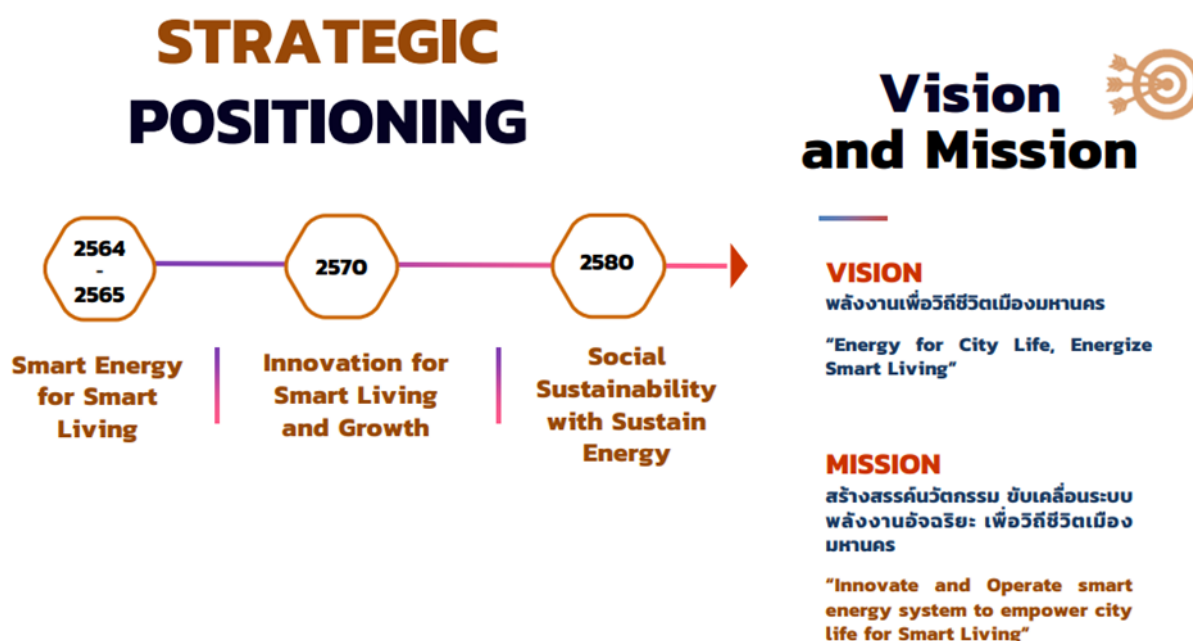 STRATEGIC
POSITIONING
2564
-
2565
2570
2580
Smart Energy
for Smart
Living
Innovation for
Smart Living
and Growth
Social
Sustainability
with Sustain
Energy
Vision
and Mission
VISION
พลังงานเพื่อวิถีชีวิตเมืองมหานคร
“Energy for City Life, Energize
Smart Living”
MISSION
สร้างสรรค์นวัตกรรม ขับเคลื่อนระบบ
พลังงานอัจฉริยะ เพื่อวิถีชีวิตเมือง
มหานคร
“Innovate and Operate smart
energy system to empower city
life for Smart Living”